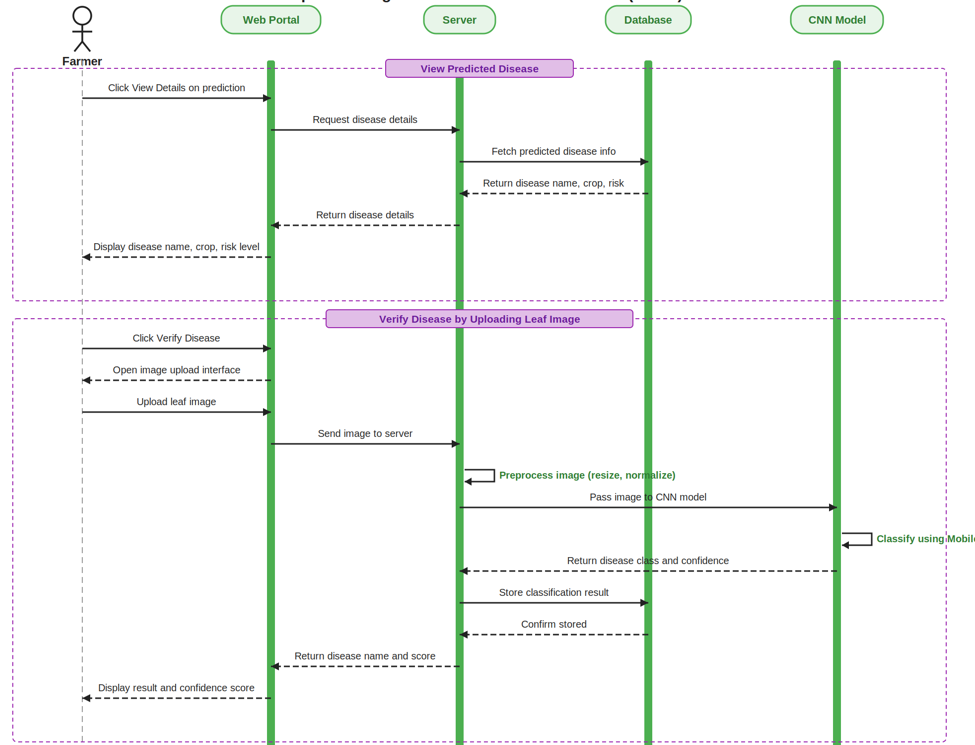 Web Portal
Server
Database
CNN Model
Farmer
View Predicted Disease
Click View Details on prediction
Request disease details
Fetch predicted disease info
Return disease name, crop, risk
Return disease details
Display disease name, crop, risk level
Verify Disease by Uploading Leaf Image
Click Verify Disease
Open image upload interface
Upload leaf image
Send image to server
Preprocess image (resize, normalize)
Pass image to CNN model
Classify using
Return disease class and confidence
Store classification result
Confirm stored
Return disease name and score
Display result and confidence score